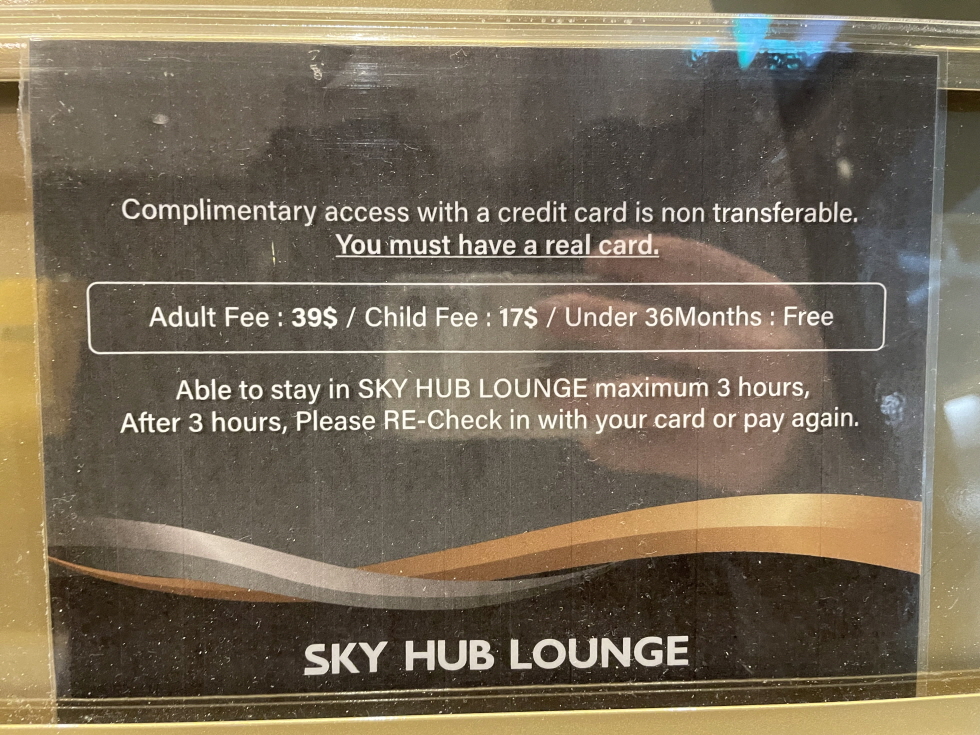 Complimentary access with a credit card is non transferable.
You must have a real card.
Adult Fee : 39$ / Child Fee : 17$ / Under 36Months : Free
Able to stay in SKY HUB LOUNGE maximum 3 hours,
After 3 hours, Please RE-Check in with your card or pay again.
SKY HUB LOUNGE